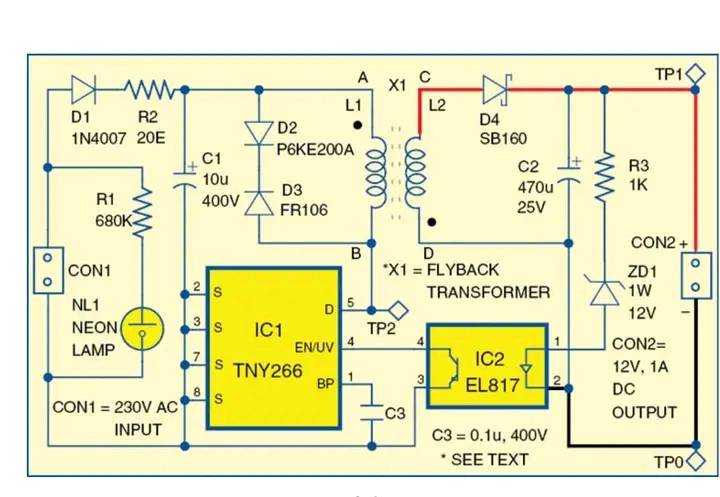 TP1
A
X1
C
L1
L2
D1
1N4007
R2
20E
D2
P6KE200A
D4
SB160
C1
+
10u
400V
D3
FR106
C2
+
470u
25V
R3
1K
R1
680K
CON2 +
B
D
CON1
*X1 = FLYBACK
TRANSFORMER
ZD1
1W
12V
−
NL1
NEON
LAMP
2
S
3
S
7
S
8
S
IC1
TNY266
D
5
TP2
EN/UV
4
BP
1
C3
4
3
IC2
EL817
1
2
CON2=
12V, 1A
DC
OUTPUT
CON1 = 230V AC
INPUT
C3 = 0.1u, 400V
* SEE TEXT
TP0